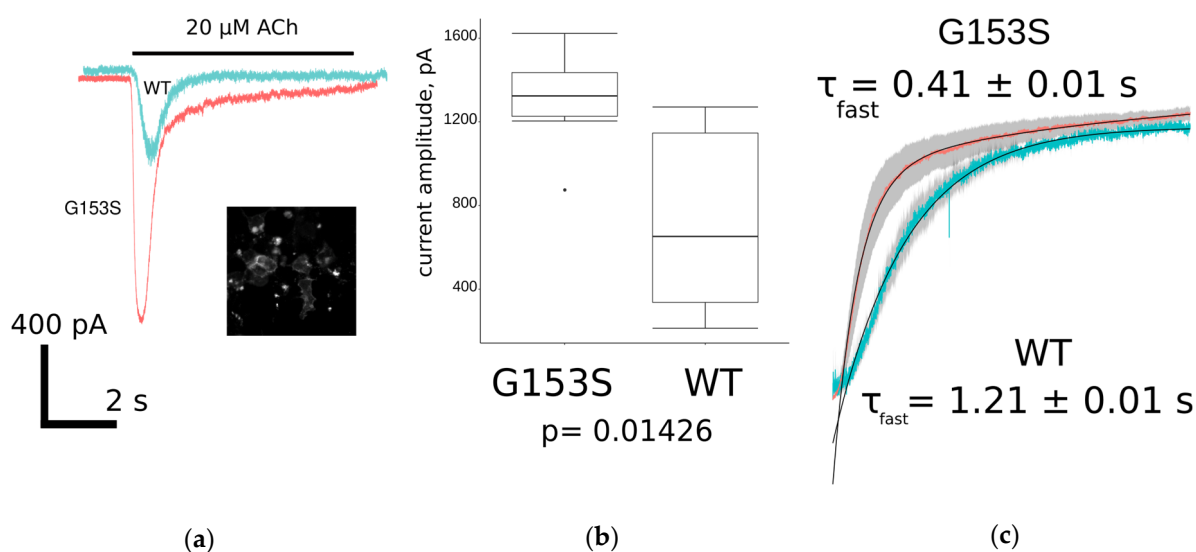 20 μM ACh
WT
G153S
400 pA
2 s
(a)
current amplitude, pA
1600
1200
800
400
G153S WT
p= 0.01426
(b)
G153S
τfast = 0.41 ± 0.01 s
WT
τfast= 1.21 ± 0.01 s
(c)